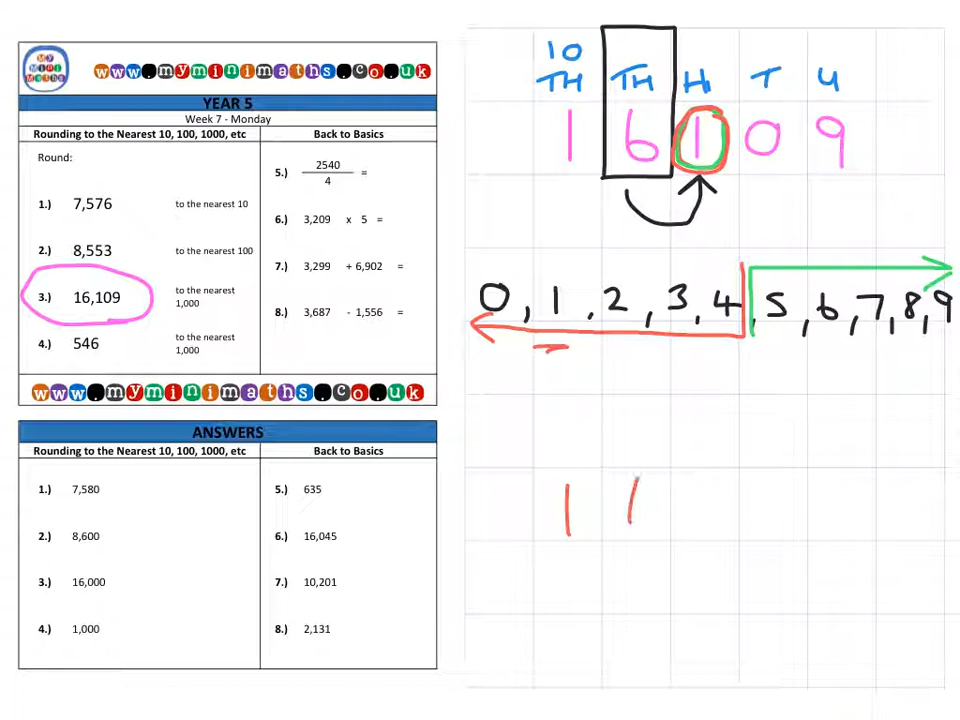 My Mini Maths
www.myminimaths.co.uk
YEAR 5
Week 7 - Monday
Rounding to the Nearest 10, 100, 1000, etc Back to Basics
Round:
1.) 7,576 to the nearest 10
2.) 8,553 to the nearest 100
3.) 16,109 to the nearest 1,000
4.) 546 to the nearest 1,000
5.) 2540/4 =
6.) 3,209 x 5 =
7.) 3,299 + 6,902 =
8.) 3,687 - 1,556 =
www.myminimaths.co.uk
ANSWERS
Rounding to the Nearest 10, 100, 1000, etc Back to Basics
1.) 7,580
2.) 8,600
3.) 16,000
4.) 1,000
5.) 635
6.) 16,045
7.) 10,201
8.) 2,131
10
TH TH H T U
1 6 1 0 9
0, 1, 2, 3, 4, 5, 6, 7, 8, 9
1